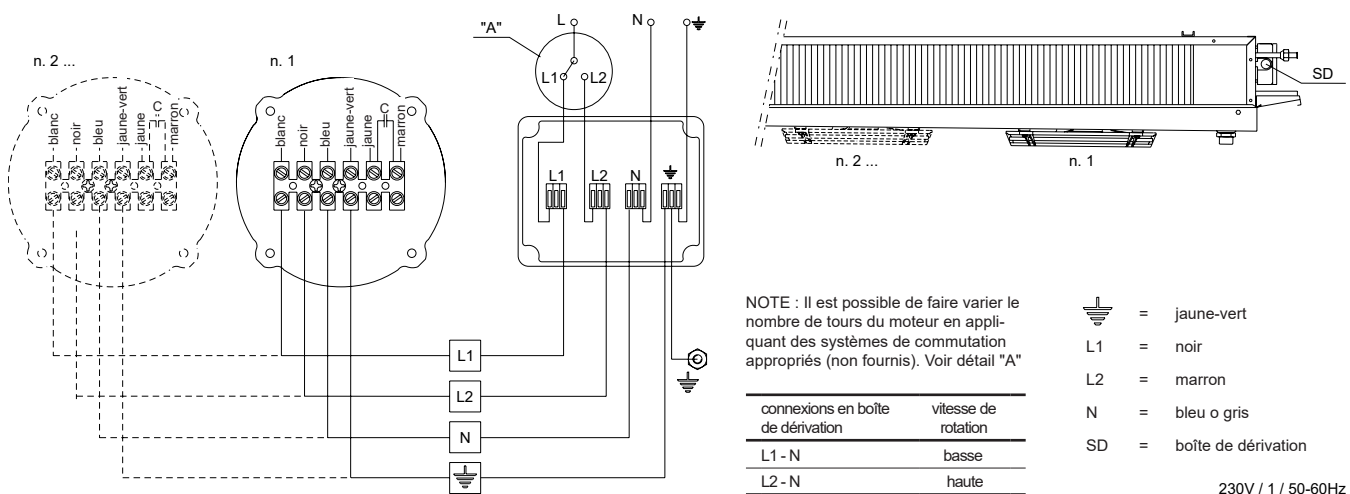 "A"
L
N
L1
L2
n. 2 ...
blanc
noir
bleu
jaune-vert
jaune
C
marron
n. 1
blanc
noir
bleu
jaune-vert
jaune
C
marron
L1
L2
N
L1
L2
N
SD
n. 2 ...
n. 1
NOTE : Il est possible de faire varier le
nombre de tours du moteur en appli-
quant des systèmes de commutation
appropriés (non fournis). Voir détail "A"
connexions en boîte
de dérivation
vitesse de
rotation
L1 - N basse
L2 - N haute
= jaune-vert
L1 = noir
L2 = marron
N = bleu o gris
SD = boîte de dérivation
230V / 1 / 50-60Hz